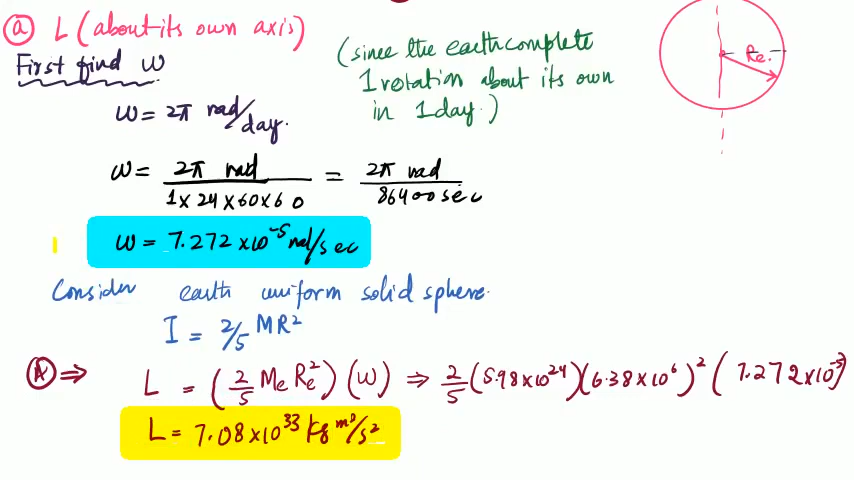 ⓐ L (about its own axis)
First find ω
(since the earth complete
1 rotation about its own
in 1 day.)
Re.
ω = 2π rad/day.
ω = 2π rad / 1×24×60×60 = 2π rad / 86400 sec
ω = 7.272 ×10⁻⁵ rad/sec
Consider earth uniform solid sphere.
I = 2/5 MR²
Ⓐ ⇒ L = (2/5 Me Re²) (ω) ⇒ 2/5 (5.98×10²⁴)(6.38×10⁶)² (7.272×10⁻⁵)
L = 7.08×10³³ kg m²/s²